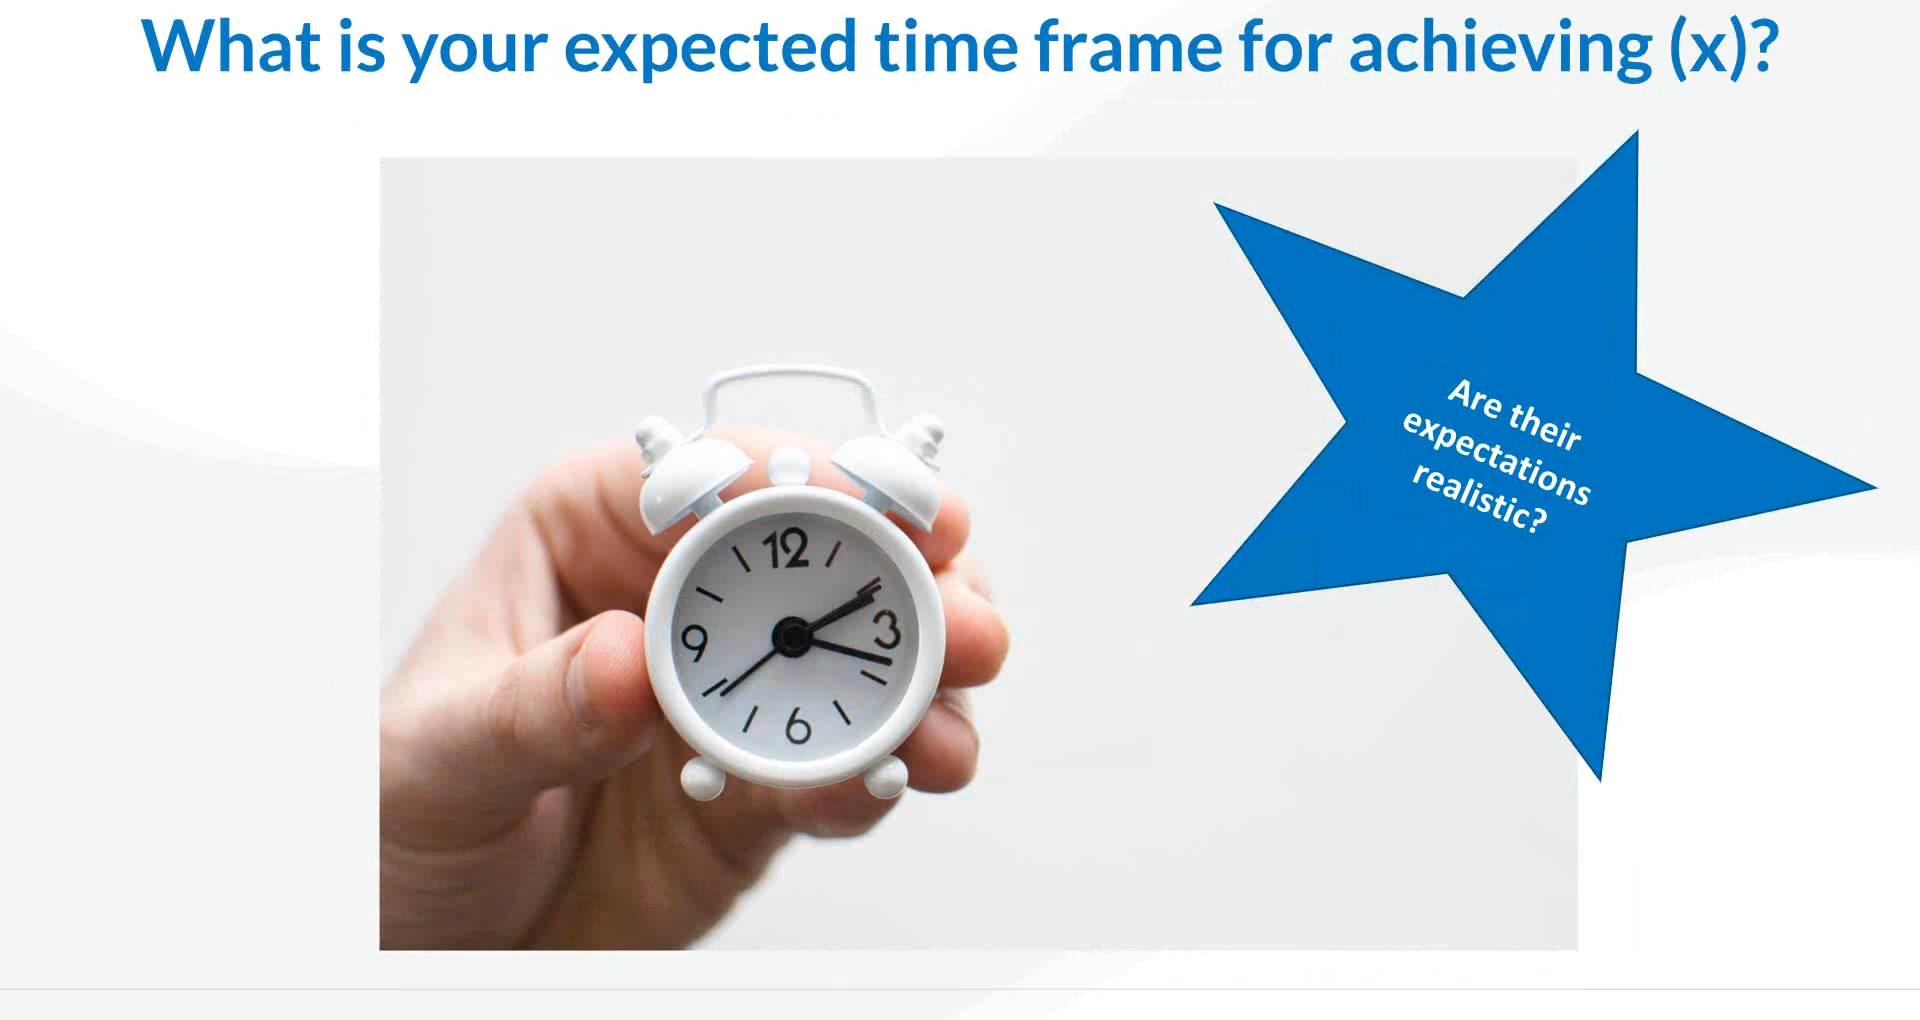 What is your expected time frame for achieving (x)?
Are their
expectations
realistic?
12
3
9
6